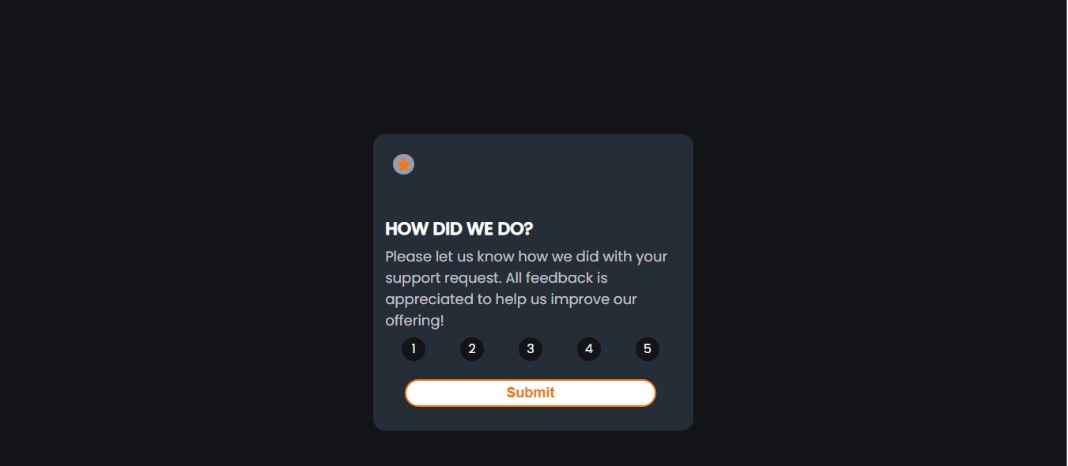 HOW DID WE DO?
Please let us know how we did with your
support request. All feedback is
appreciated to help us improve our
offering!
1 2 3 4 5
Submit